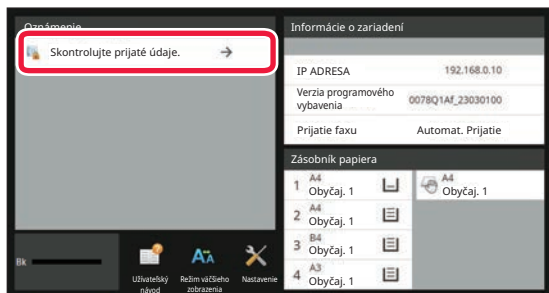 Oznámenie
Skontrolujte prijaté údaje.
Informácie o zariadení
IP ADRESA 192.168.0.10
Verzia programového
vybavenia 0078Q1Af_23030100
Prijatie faxu Automat. Prijatie
Zásobník papiera
1 A4
Obyčaj. 1
A4
Obyčaj. 1
2 A4
Obyčaj. 1
3 B4
Obyčaj. 1
4 A3
Obyčaj. 1
Bk
Užívateľský
návod
Režim väčšieho
zobrazenia
Nastavenie